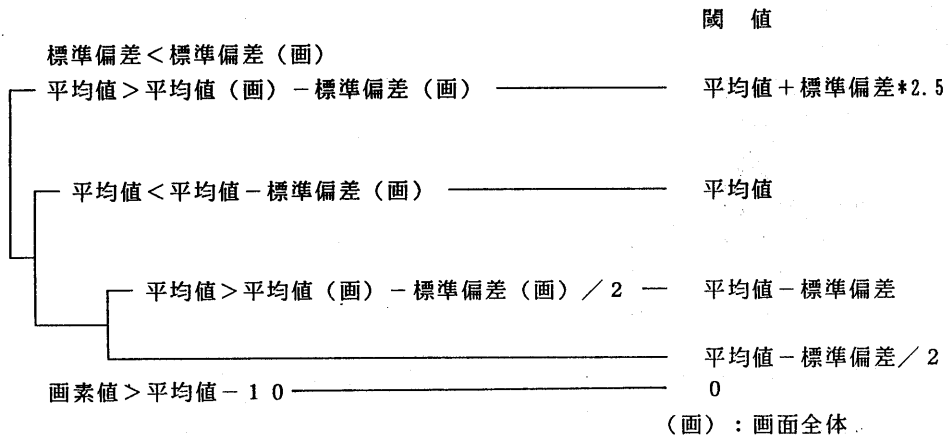 閾 値
標準偏差<標準偏差(画)
平均値>平均値(画)-標準偏差(画) 平均値+標準偏差*2.5
平均値<平均値-標準偏差(画) 平均値
平均値>平均値(画)-標準偏差(画)/2 平均値-標準偏差
平均値-標準偏差/2
画素値>平均値-10 0
(画):画面全体